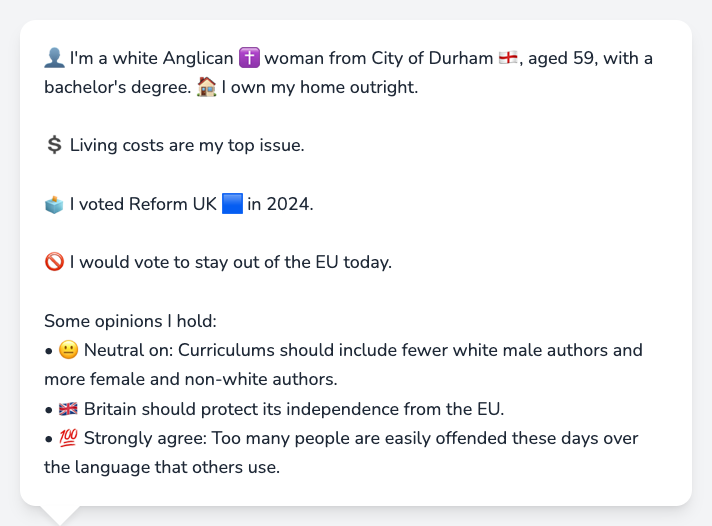 👤 I'm a white Anglican ✝️ woman from City of Durham 🏴󠁧󠁢󠁥󠁮󠁧󠁿, aged 59, with a
bachelor's degree. 🏠 I own my home outright.
💲 Living costs are my top issue.
🗳️ I voted Reform UK 🟦 in 2024.
🚫 I would vote to stay out of the EU today.
Some opinions I hold:
• 😐 Neutral on: Curriculums should include fewer white male authors and
more female and non-white authors.
• 🇬🇧 Britain should protect its independence from the EU.
• 💯 Strongly agree: Too many people are easily offended these days over
the language that others use.